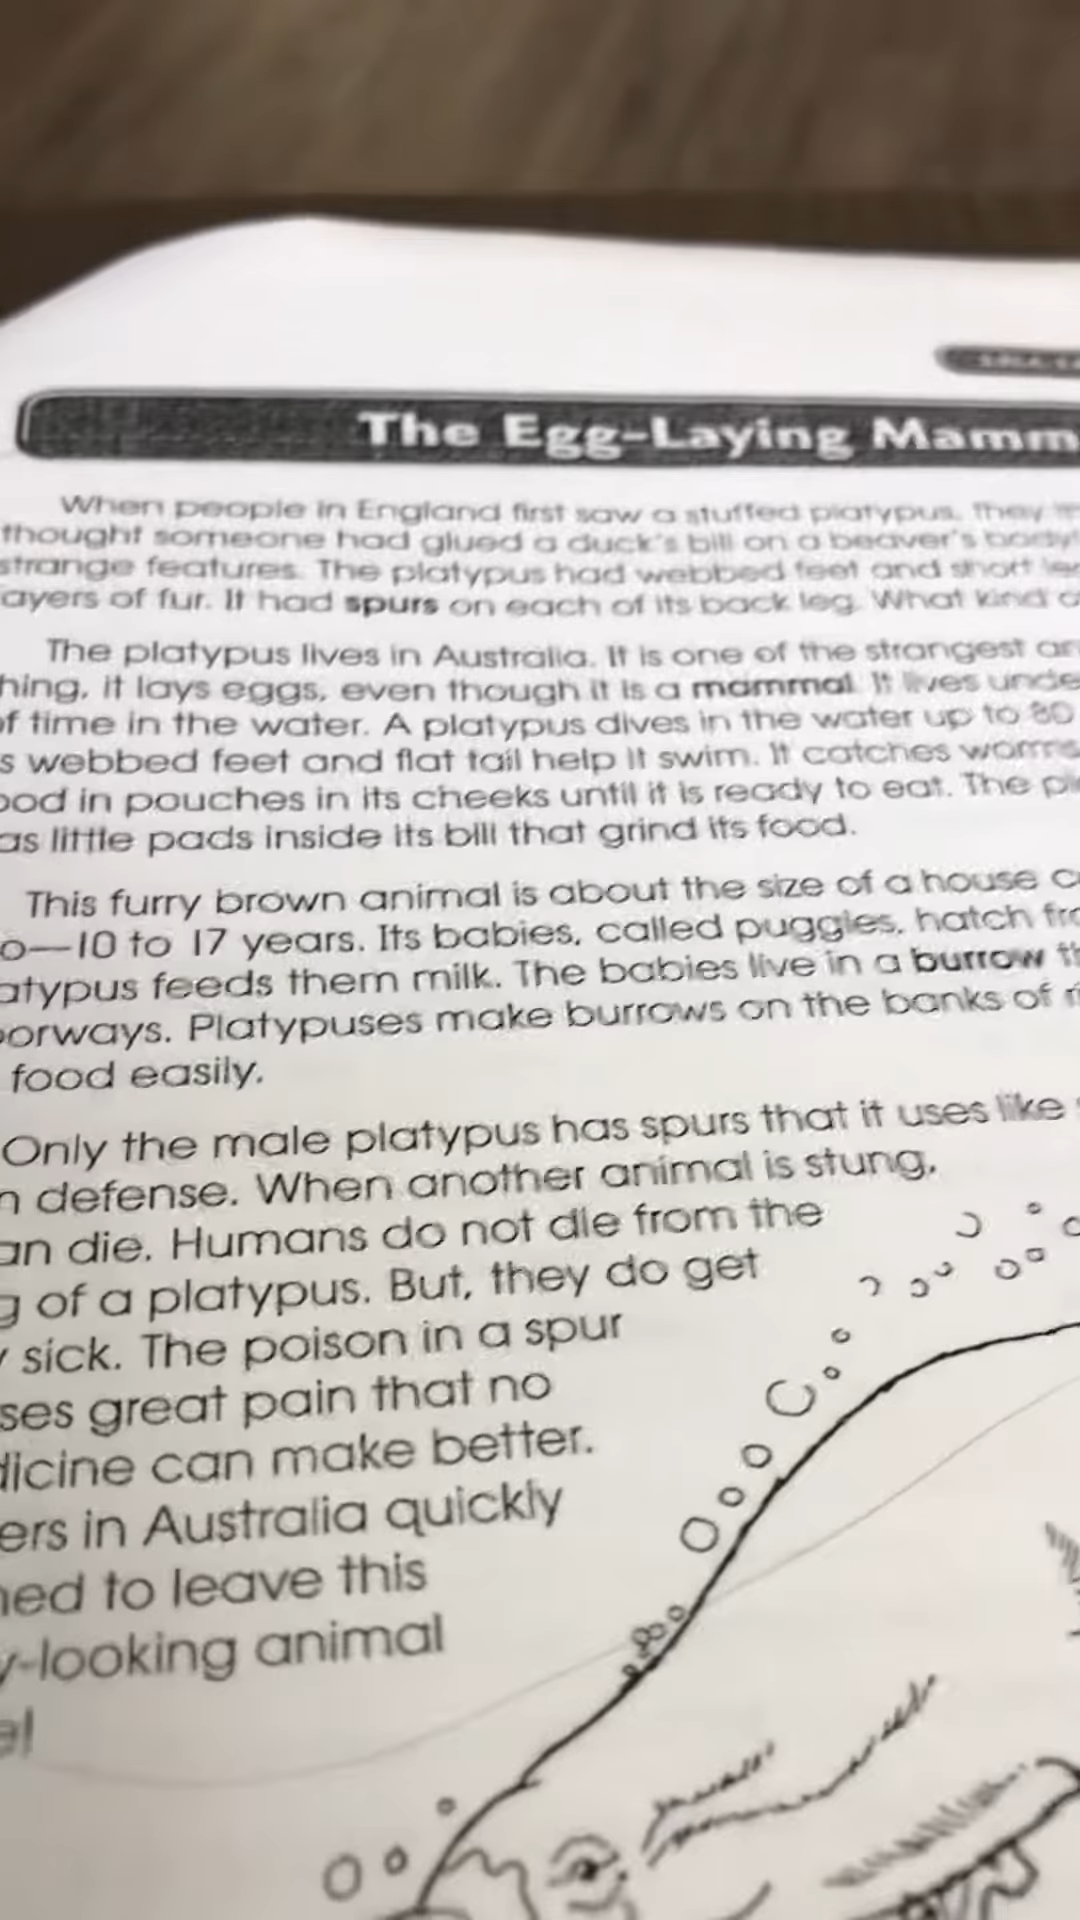 The Egg-Laying Mamm
When people in England first saw a stuffed platypus, they
thought someone had glued a duck's bill on a beaver's body!
strange features. The platypus had webbed feet and short
ayers of fur. It had spurs on each of its back leg. What kind
The platypus lives in Australia. It is one of the strangest
hing, it lays eggs, even though it is a mammal. It lives unde
of time in the water. A platypus dives in the water up to 80
s webbed feet and flat tail help it swim. It catches worms
ood in pouches in its cheeks until it is ready to eat. The
as little pads inside its bill that grind its food.
This furry brown animal is about the size of a house
o—10 to 17 years. Its babies, called puggles, hatch
atypus feeds them milk. The babies live in a burrow
orways. Platypuses make burrows on the banks of
food easily.
Only the male platypus has spurs that it uses like
n defense. When another animal is stung,
an die. Humans do not die from the
g of a platypus. But, they do get
y sick. The poison in a spur
ses great pain that no
dicine can make better.
ers in Australia quickly
ned to leave this
y-looking animal